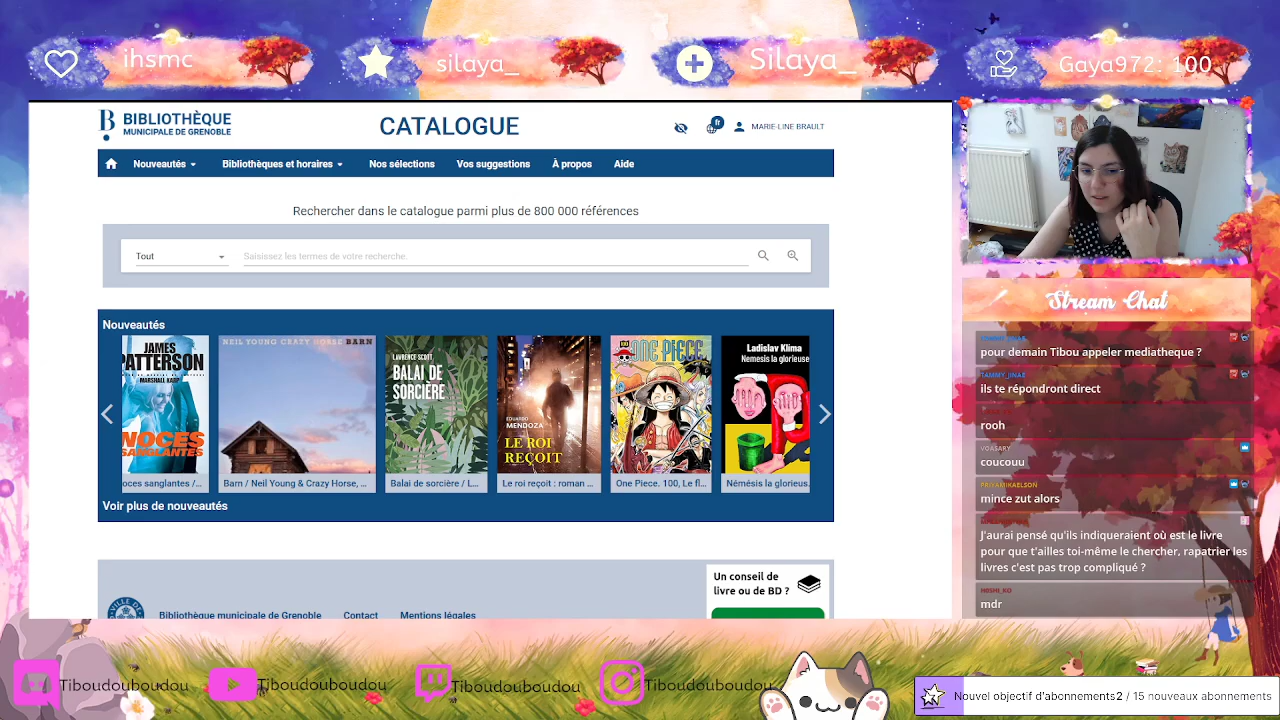 ihsmc
silaya_
Silaya_
Gaya972: 100
BIBLIOTHÈQUE
MUNICIPALE DE GRENOBLE
CATALOGUE
fr
MARIE-LINE BRAULT
Nouveautés
Bibliothèques et horaires
Nos sélections
Vos suggestions
À propos
Aide
Rechercher dans le catalogue parmi plus de 800 000 références
Tout
Saisissez les termes de votre recherche.
Nouveautés
JAMES
PATTERSON
MARSHALL KARP
NOCES
SANGLANTES
NEIL YOUNG CRAZY HORSE BARN
LAWRENCE SCOTT
BALAI DE
SORCIÈRE
EDUARDO
MENDOZA
LE ROI
REÇOIT
ONE PIECE
Ladislav Klima
Némésis la glorieuse
oces sanglantes /...
Barn / Neil Young & Crazy Horse, ...
Balai de sorcière / L...
Le roi reçoit : roman ...
One Piece. 100, Le fl...
Némésis la glorieus...
Voir plus de nouveautés
VILLE DE
Bibliothèque municipale de Grenoble
Contact
Mentions légales
Un conseil de
livre ou de BD ?
Stream Chat
pour demain Tibou appeler mediatheque ?
TAMMY_JINAE
ils te répondront direct
rooh
VOASARY
coucouu
PRIYAMIKAELSON
mince zut alors
J'aurai pensé qu'ils indiqueraient où est le livre
pour que t'ailles toi-même le chercher, rapatrier les
livres c'est pas trop compliqué ?
mdr
Tiboudouboudou
Tiboudouboudou
Tiboudouboudou
Tiboudouboudou
Nouvel objectif d'abonnements2 / 15 nouveaux abonnements